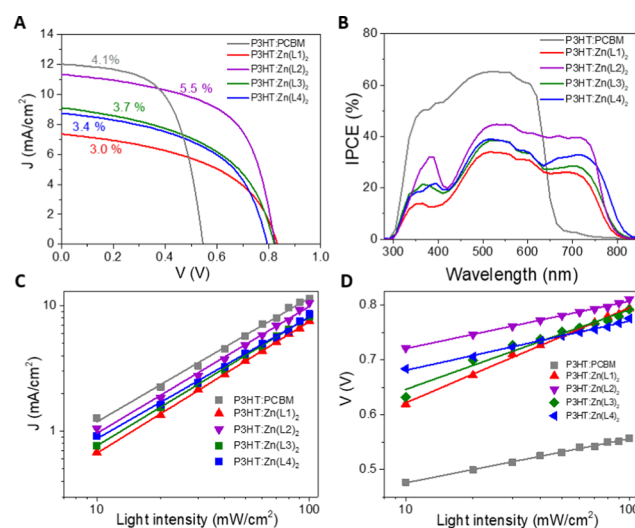 A
14
12
10
8
6
4
2
0
J (mA/cm²)
0.0
0.2
0.4
0.6
0.8
1.0
V (V)
4.1%
5.5 %
3.7 %
3.4 %
3.0 %
P3HT:PCBM
P3HT:Zn(L1)₂
P3HT:Zn(L2)₂
P3HT:Zn(L3)₂
P3HT:Zn(L4)₂
B
80
60
40
20
0
IPCE (%)
300
400
500
600
700
800
Wavelength (nm)
P3HT:PCBM
P3HT:Zn(L1)₂
P3HT:Zn(L2)₂
P3HT:Zn(L3)₂
P3HT:Zn(L4)₂
C
10
1
J (mA/cm²)
10
100
Light intensity (mW/cm²)
P3HT:PCBM
P3HT:Zn(L1)₂
P3HT:Zn(L2)₂
P3HT:Zn(L3)₂
P3HT:Zn(L4)₂
D
0.8
0.7
0.6
0.5
V (V)
10
100
Light intensity (mW/cm²)
P3HT:PCBM
P3HT:Zn(L1)₂
P3HT:Zn(L2)₂
P3HT:Zn(L3)₂
P3HT:Zn(L4)₂